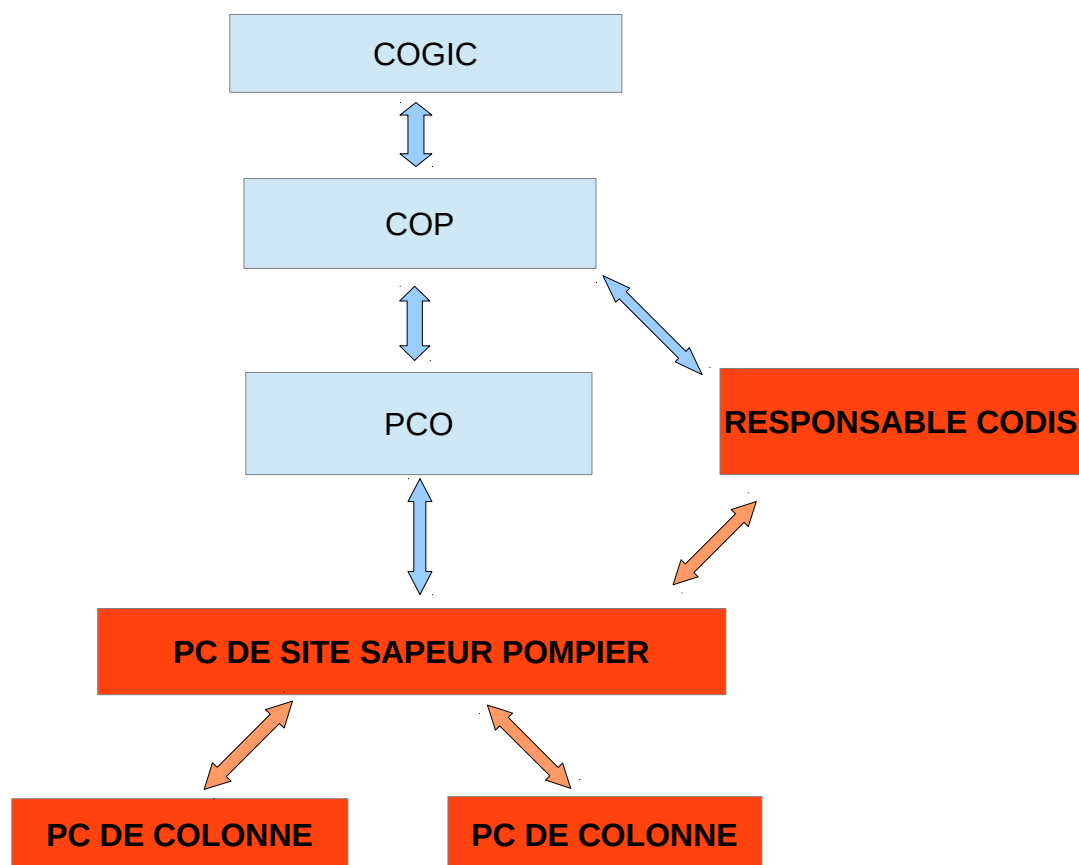 COGIC
COP
PCO
RESPONSABLE CODIS
PC DE SITE SAPEUR POMPIER
PC DE COLONNE
PC DE COLONNE